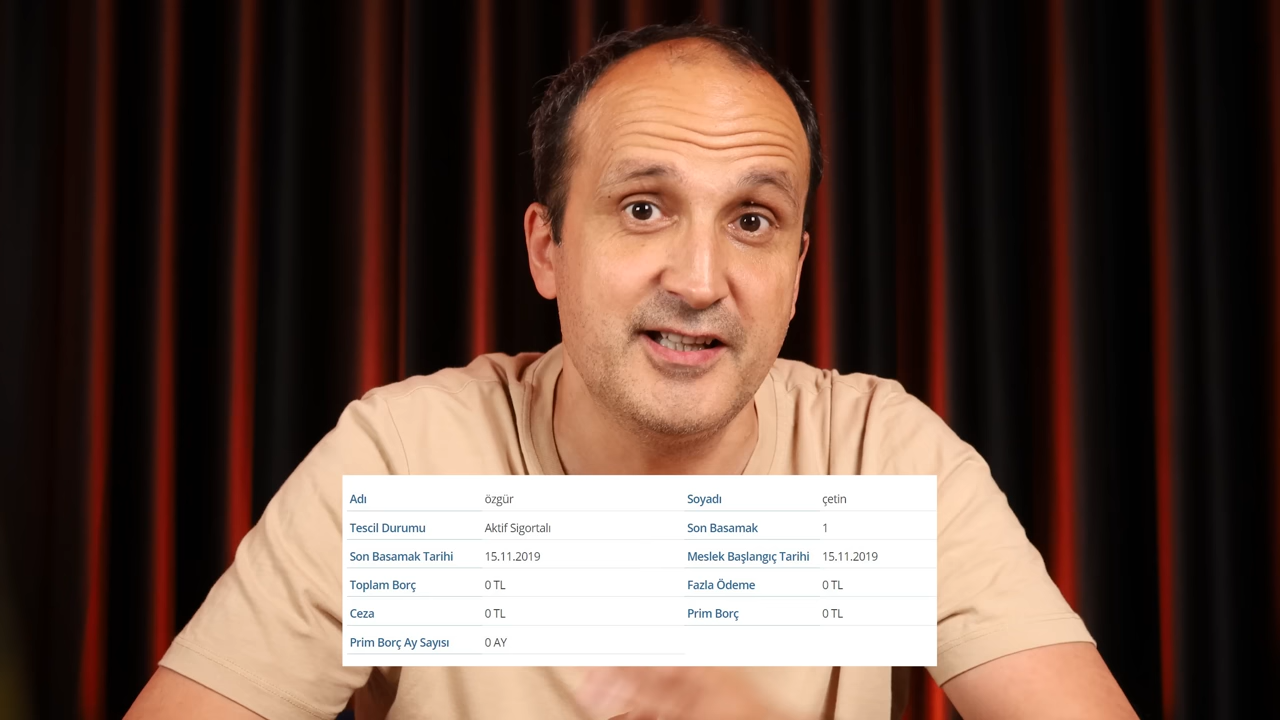 Adı özgür Soyadı çetin
Tescil Durumu Aktif Sigortalı Son Basamak 1
Son Basamak Tarihi 15.11.2019 Meslek Başlangıç Tarihi 15.11.2019
Toplam Borç 0 TL Fazla Ödeme 0 TL
Ceza 0 TL Prim Borç 0 TL
Prim Borç Ay Sayısı 0 AY